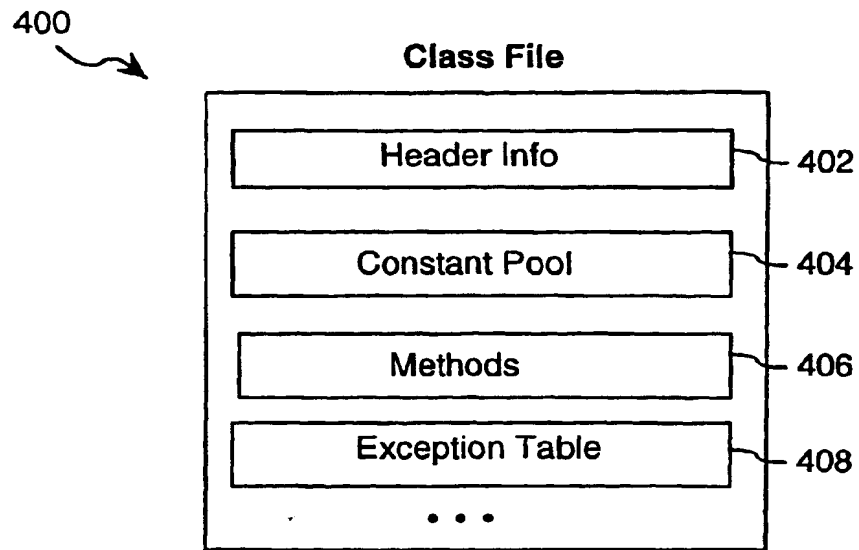 400
Class File
Header Info
402
Constant Pool
404
Methods
406
Exception Table
408
• • •